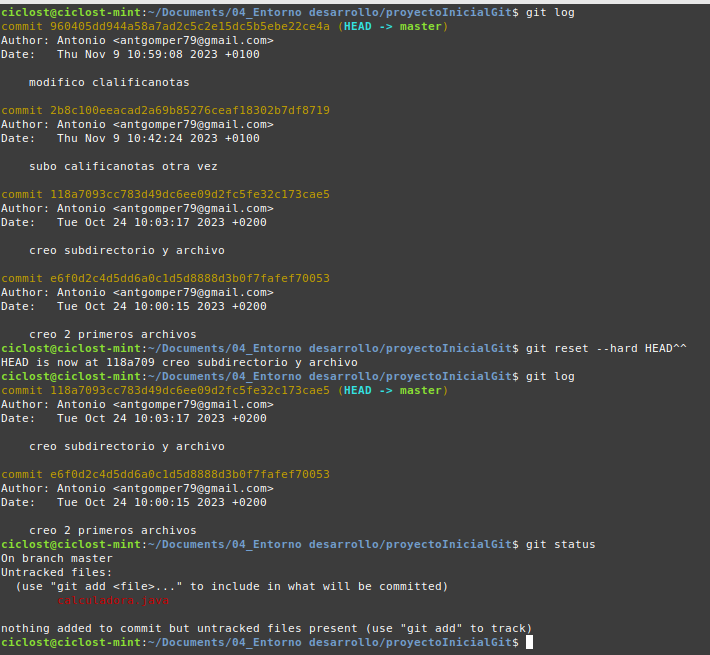 ciclost@ciclost-mint:~/Documents/04_Entorno desarrollo/proyectoInicialGit$ git log
commit 960405dd944a58a7ad2c5c2e15dc5b5ebe22ce4a (HEAD -> master)
Author: Antonio <antgomper79@gmail.com>
Date:   Thu Nov 9 10:59:08 2023 +0100
    modifico clalificanotas
commit 2b8c100eeacad2a69b85276ceaf18302b7df8719
Author: Antonio <antgomper79@gmail.com>
Date:   Thu Nov 9 10:42:24 2023 +0100
    subo calificanotas otra vez
commit 118a7093cc783d49dc6ee09d2fc5fe32c173cae5
Author: Antonio <antgomper79@gmail.com>
Date:   Tue Oct 24 10:03:17 2023 +0200
    creo subdirectorio y archivo
commit e6f0d2c4d5dd6a0c1d5d8888d3b0f7fafef70053
Author: Antonio <antgomper79@gmail.com>
Date:   Tue Oct 24 10:00:15 2023 +0200
    creo 2 primeros archivos
ciclost@ciclost-mint:~/Documents/04_Entorno desarrollo/proyectoInicialGit$ git reset --hard HEAD^^
HEAD is now at 118a709 creo subdirectorio y archivo
ciclost@ciclost-mint:~/Documents/04_Entorno desarrollo/proyectoInicialGit$ git log
commit 118a7093cc783d49dc6ee09d2fc5fe32c173cae5 (HEAD -> master)
Author: Antonio <antgomper79@gmail.com>
Date:   Tue Oct 24 10:03:17 2023 +0200
    creo subdirectorio y archivo
commit e6f0d2c4d5dd6a0c1d5d8888d3b0f7fafef70053
Author: Antonio <antgomper79@gmail.com>
Date:   Tue Oct 24 10:00:15 2023 +0200
    creo 2 primeros archivos
ciclost@ciclost-mint:~/Documents/04_Entorno desarrollo/proyectoInicialGit$ git status
On branch master
Untracked files:
  (use "git add <file>..." to include in what will be committed)
        calculadora.java
nothing added to commit but untracked files present (use "git add" to track)
ciclost@ciclost-mint:~/Documents/04_Entorno desarrollo/proyectoInicialGit$